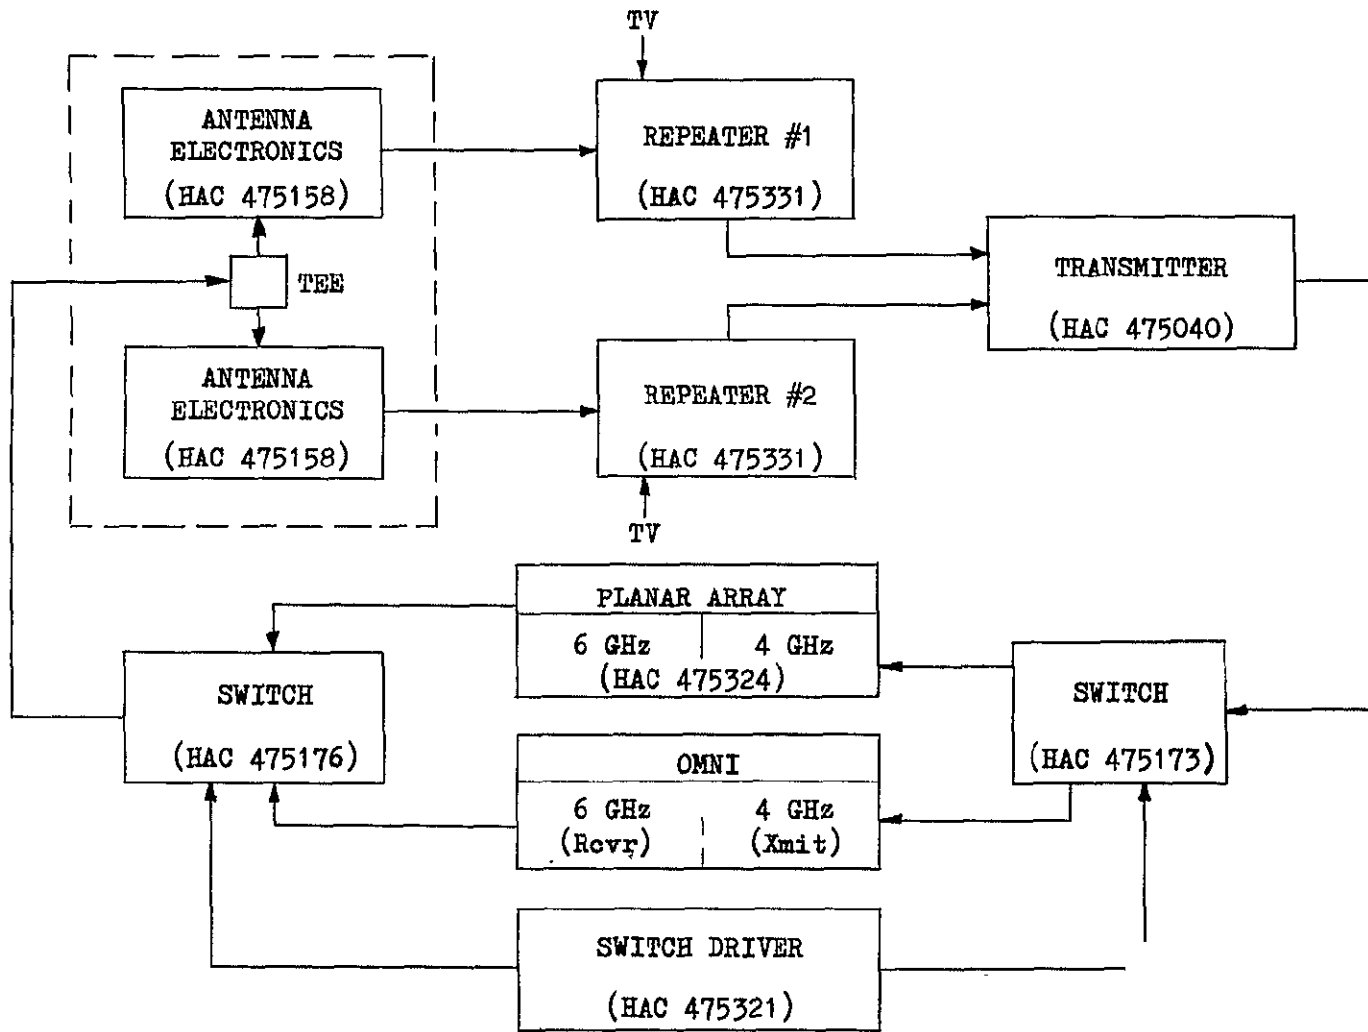 TV
ANTENNA
ELECTRONICS
(HAC 475158)
REPEATER #1
(HAC 475331)
TEE
TRANSMITTER
(HAC 475040)
ANTENNA
ELECTRONICS
(HAC 475158)
REPEATER #2
(HAC 475331)
TV
PLANAR ARRAY
6 GHz 4 GHz
(HAC 475324)
SWITCH
(HAC 475176)
SWITCH
(HAC 475173)
OMNI
6 GHz 4 GHz
(Rcvr) (Xmit)
SWITCH DRIVER
(HAC 475321)